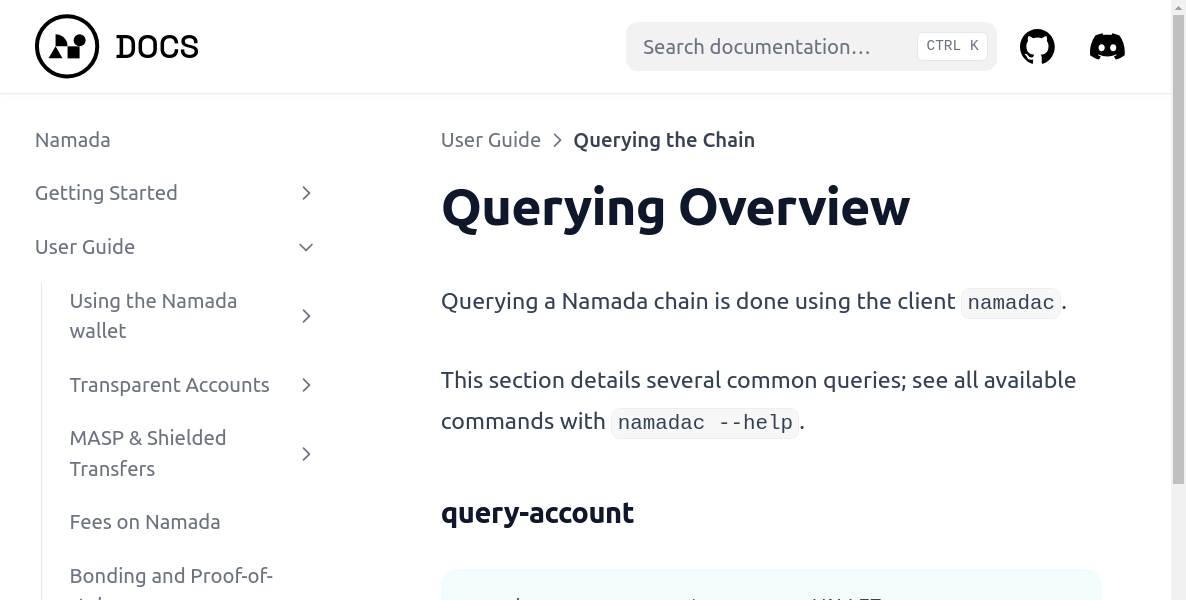 DOCS
Search documentation…
CTRL K
Namada
Getting Started
User Guide
Using the Namada
wallet
Transparent Accounts
MASP & Shielded
Transfers
Fees on Namada
Bonding and Proof-of-
User Guide > Querying the Chain
Querying Overview
Querying a Namada chain is done using the client namadac.
This section details several common queries; see all available
commands with namadac --help.
query-account